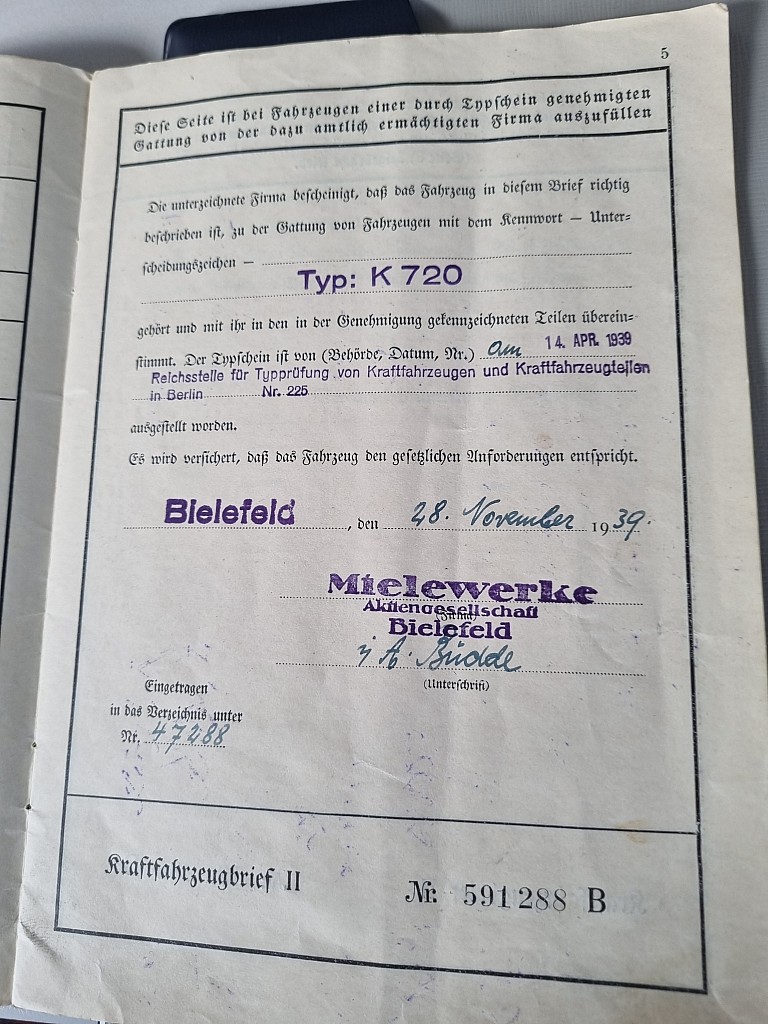 5
Diese Seite ist bei Fahrzeugen einer durch Typschein genehmigten
Gattung von der dazu amtlich ermächtigten Firma auszufüllen
Die unterzeichnete Firma bescheinigt, daß das Fahrzeug in diesem Brief richtig
beschrieben ist, zu der Gattung von Fahrzeugen mit dem Kennwort — Unter-
scheidungszeichen —
Typ: K 720
gehört und mit ihr in den in der Genehmigung gekennzeichneten Teilen überein-
stimmt. Der Typschein ist von (Behörde, Datum, Nr.) am 14. APR. 1939
Reichsstelle für Typprüfung von Kraftfahrzeugen und Kraftfahrzeugteilen
in Berlin Nr. 225
ausgestellt worden.
Es wird versichert, daß das Fahrzeug den gesetzlichen Anforderungen entspricht.
Bielefeld, den 28. November 1939.
Mielewerke
Aktiengesellschaft
(Firma)
Bielefeld
i. A. Büdde
(Unterschrift)
Eingetragen
in das Verzeichnis unter
Nr. 47288
Kraftfahrzeugbrief II
Nr. 591288 B